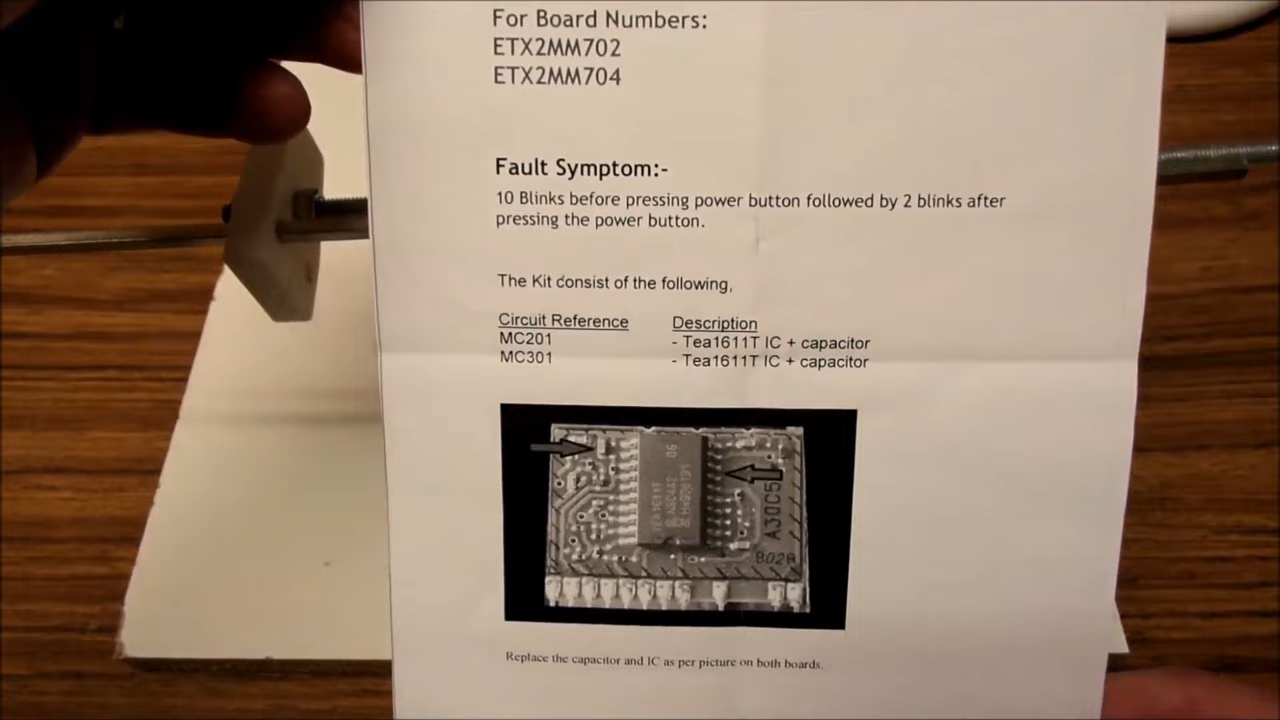 For Board Numbers:
ETX2MM702
ETX2MM704
Fault Symptom:-
10 Blinks before pressing power button followed by 2 blinks after
pressing the power button.
The Kit consist of the following,
Circuit Reference Description
MC201 - Tea1611T IC + capacitor
MC301 - Tea1611T IC + capacitor
06
TEA1611T
A30C5
B02A
Replace the capacitor and IC as per picture on both boards.